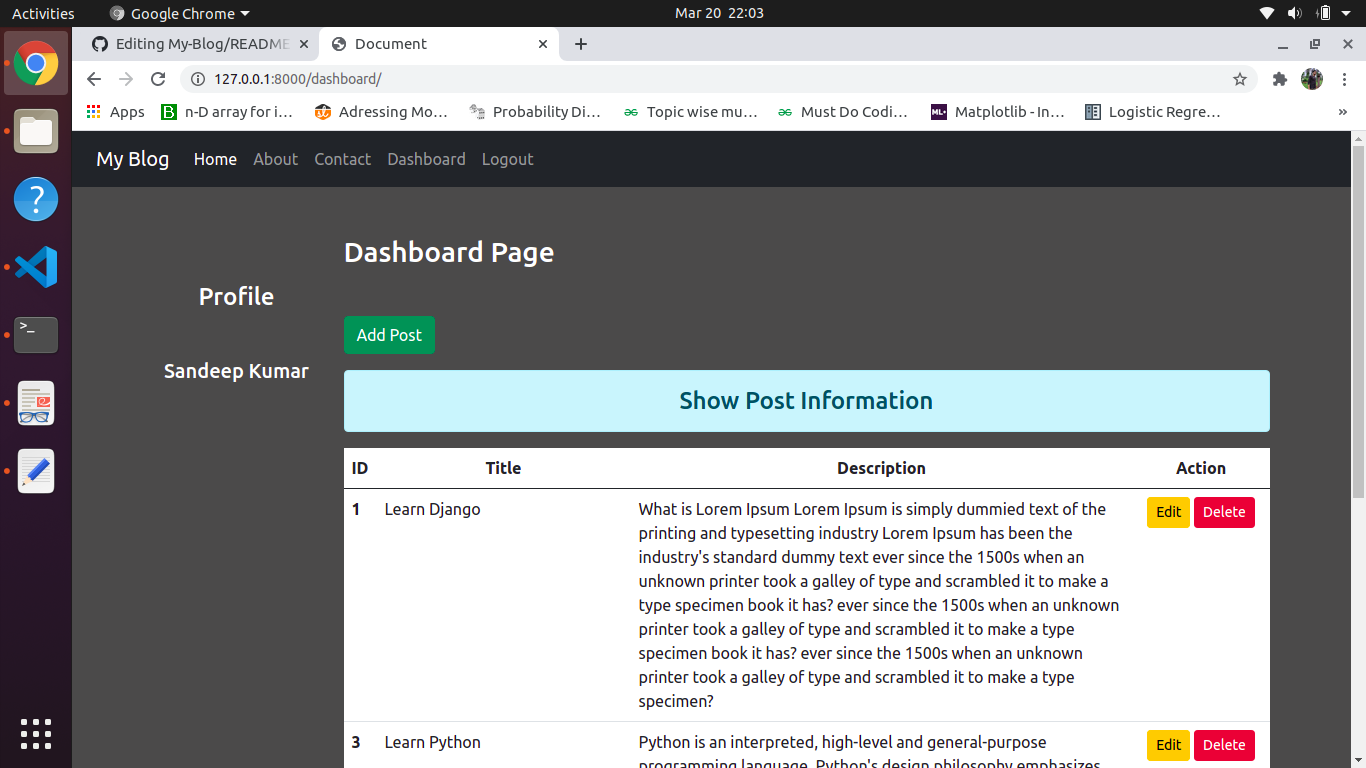 Activities
Google Chrome
Mar 20 22:03
Editing My-Blog/README
Document
127.0.0.1:8000/dashboard/
Apps
n-D array for i…
Adressing Mo…
Probability Di…
Topic wise mu…
Must Do Codi…
ML+
Matplotlib - In…
Logistic Regre…
»
My Blog
Home
About
Contact
Dashboard
Logout
Dashboard Page
Profile
Add Post
Sandeep Kumar
Show Post Information
ID Title Description Action
1 Learn Django What is Lorem Ipsum Lorem Ipsum is simply dummied text of the Edit Delete
printing and typesetting industry Lorem Ipsum has been the
industry's standard dummy text ever since the 1500s when an
unknown printer took a galley of type and scrambled it to make a
type specimen book it has? ever since the 1500s when an unknown
printer took a galley of type and scrambled it to make a type
specimen book it has? ever since the 1500s when an unknown
printer took a galley of type and scrambled it to make a type
specimen?
3 Learn Python Python is an interpreted, high-level and general-purpose Edit Delete
programming language. Python's design philosophy emphasizes